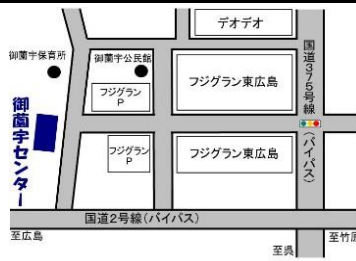 デオデオ
御薗宇保育所
御薗宇公民館
フジグラン
P
フジグラン東広島
国道375号線(バイパス)
御薗宇センター
フジグラン
P
フジグラン東広島
国道2号線(バイパス)
至広島
至呉
至竹原